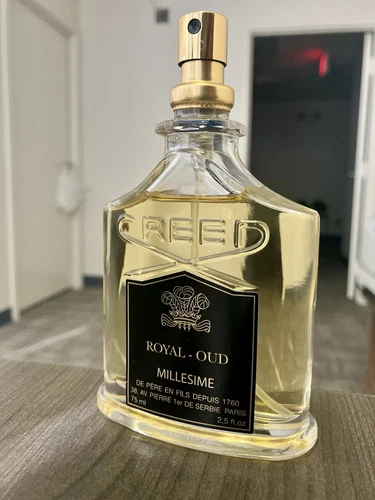 CREED
ROYAL - OUD
MILLESIME
DE PÈRE EN FILS DEPUIS 1760
38, AV PIERRE 1er DE SERBIE PARIS
75 ml 2,5 fl.oz